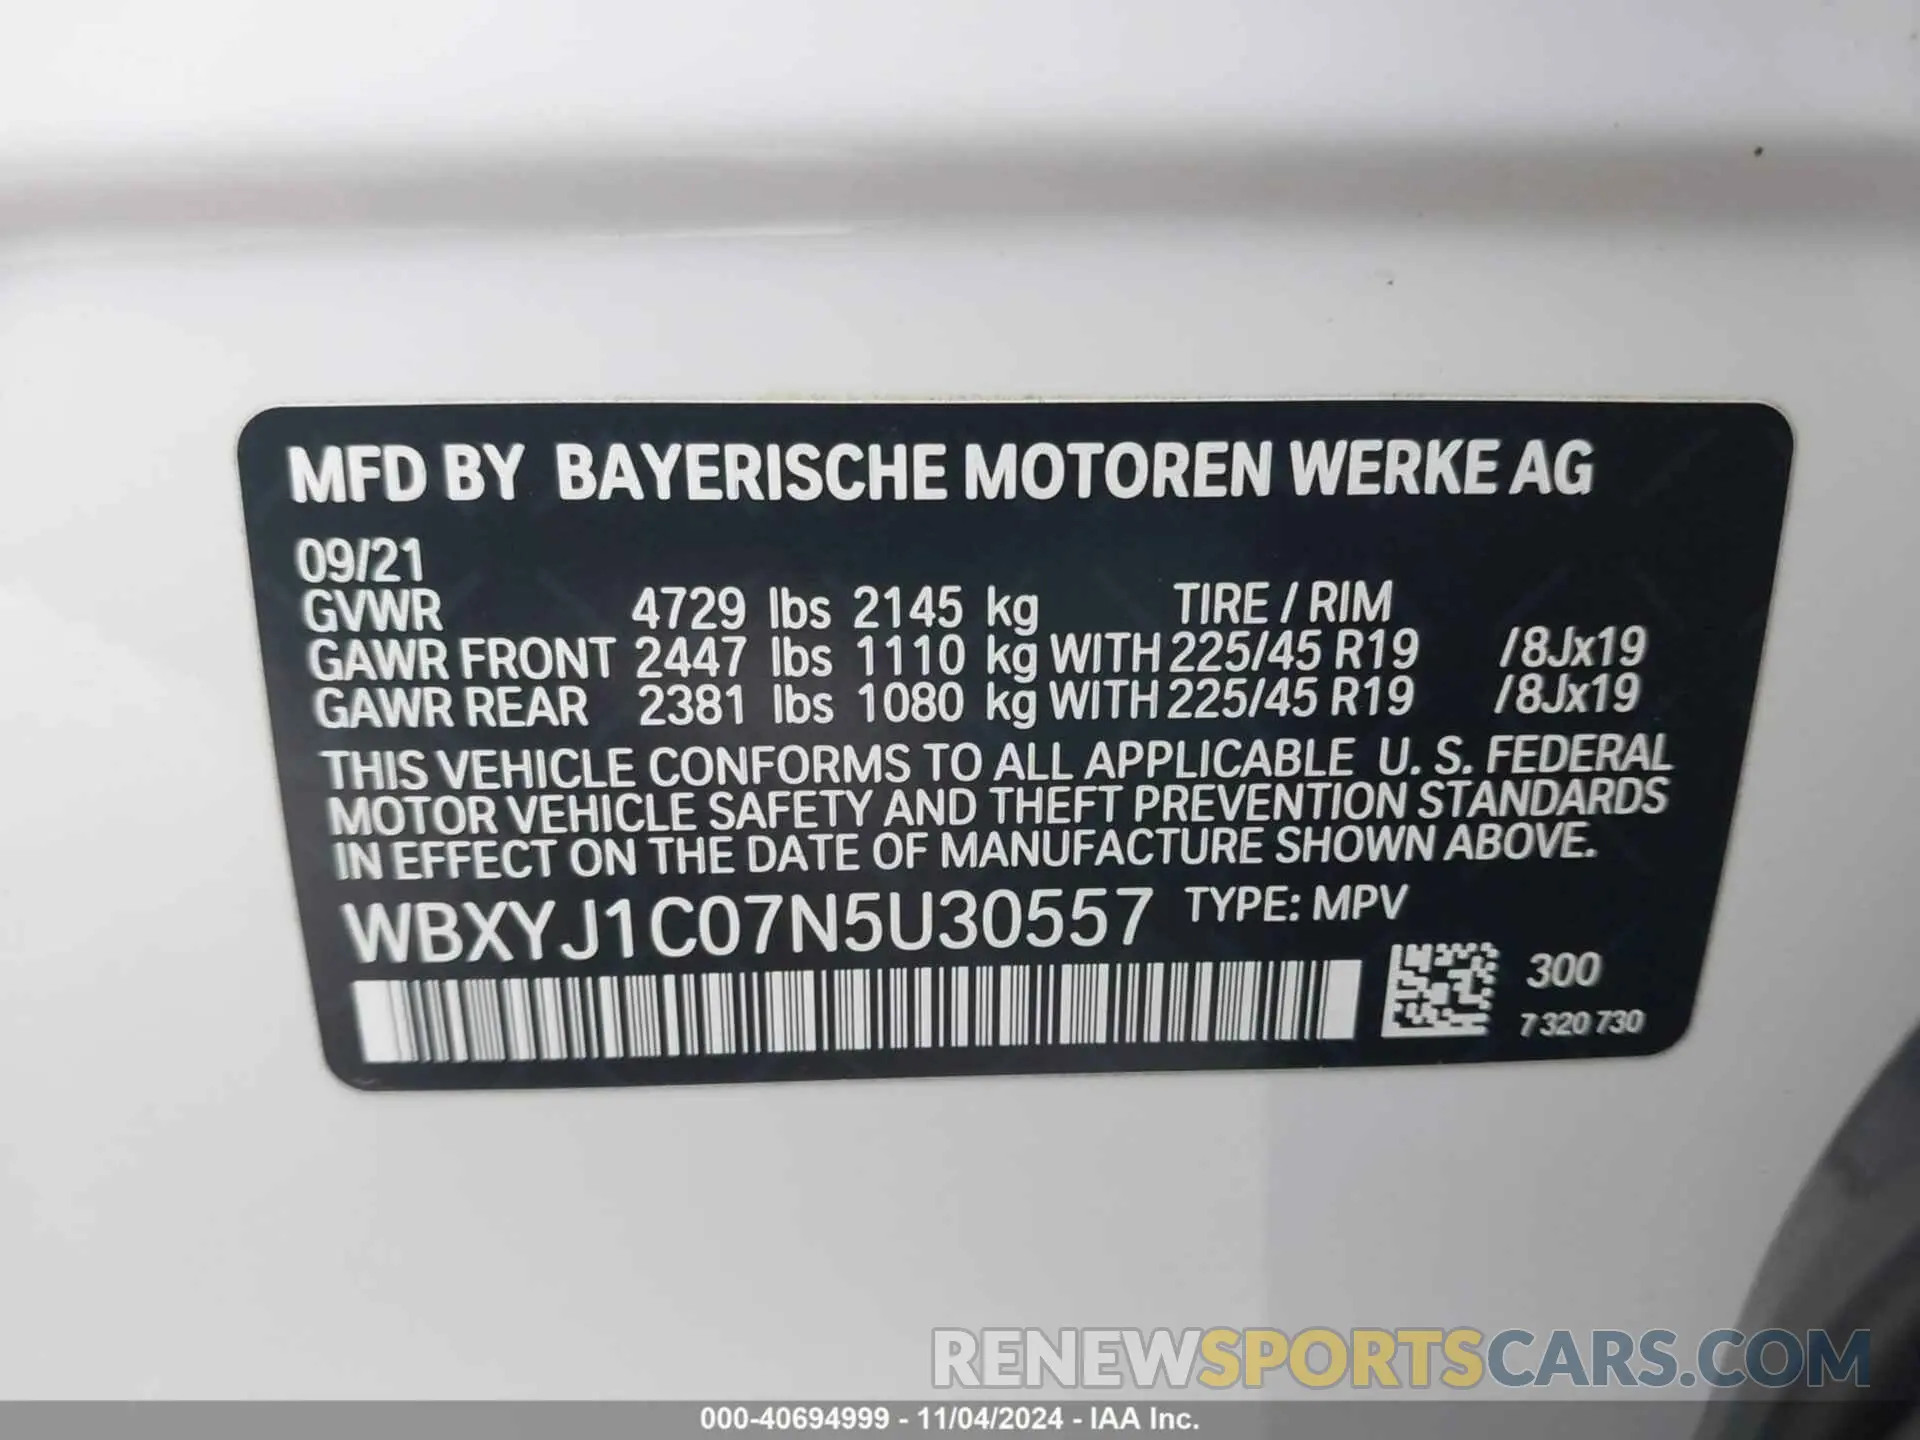 MFD BY BAYERISCHE MOTOREN WERKE AG
09/21
GVWR 4729 lbs 2145 kg TIRE / RIM
GAWR FRONT 2447 lbs 1110 kg WITH 225/45 R19 /8Jx19
GAWR REAR 2381 lbs 1080 kg WITH 225/45 R19 /8Jx19
THIS VEHICLE CONFORMS TO ALL APPLICABLE U. S. FEDERAL
MOTOR VEHICLE SAFETY AND THEFT PREVENTION STANDARDS
IN EFFECT ON THE DATE OF MANUFACTURE SHOWN ABOVE.
WBXYJ1C07N5U30557 TYPE: MPV
300
7 320 730
RENEWSPORTSCARS.COM
000-40694999 - 11/04/2024 - IAA Inc.